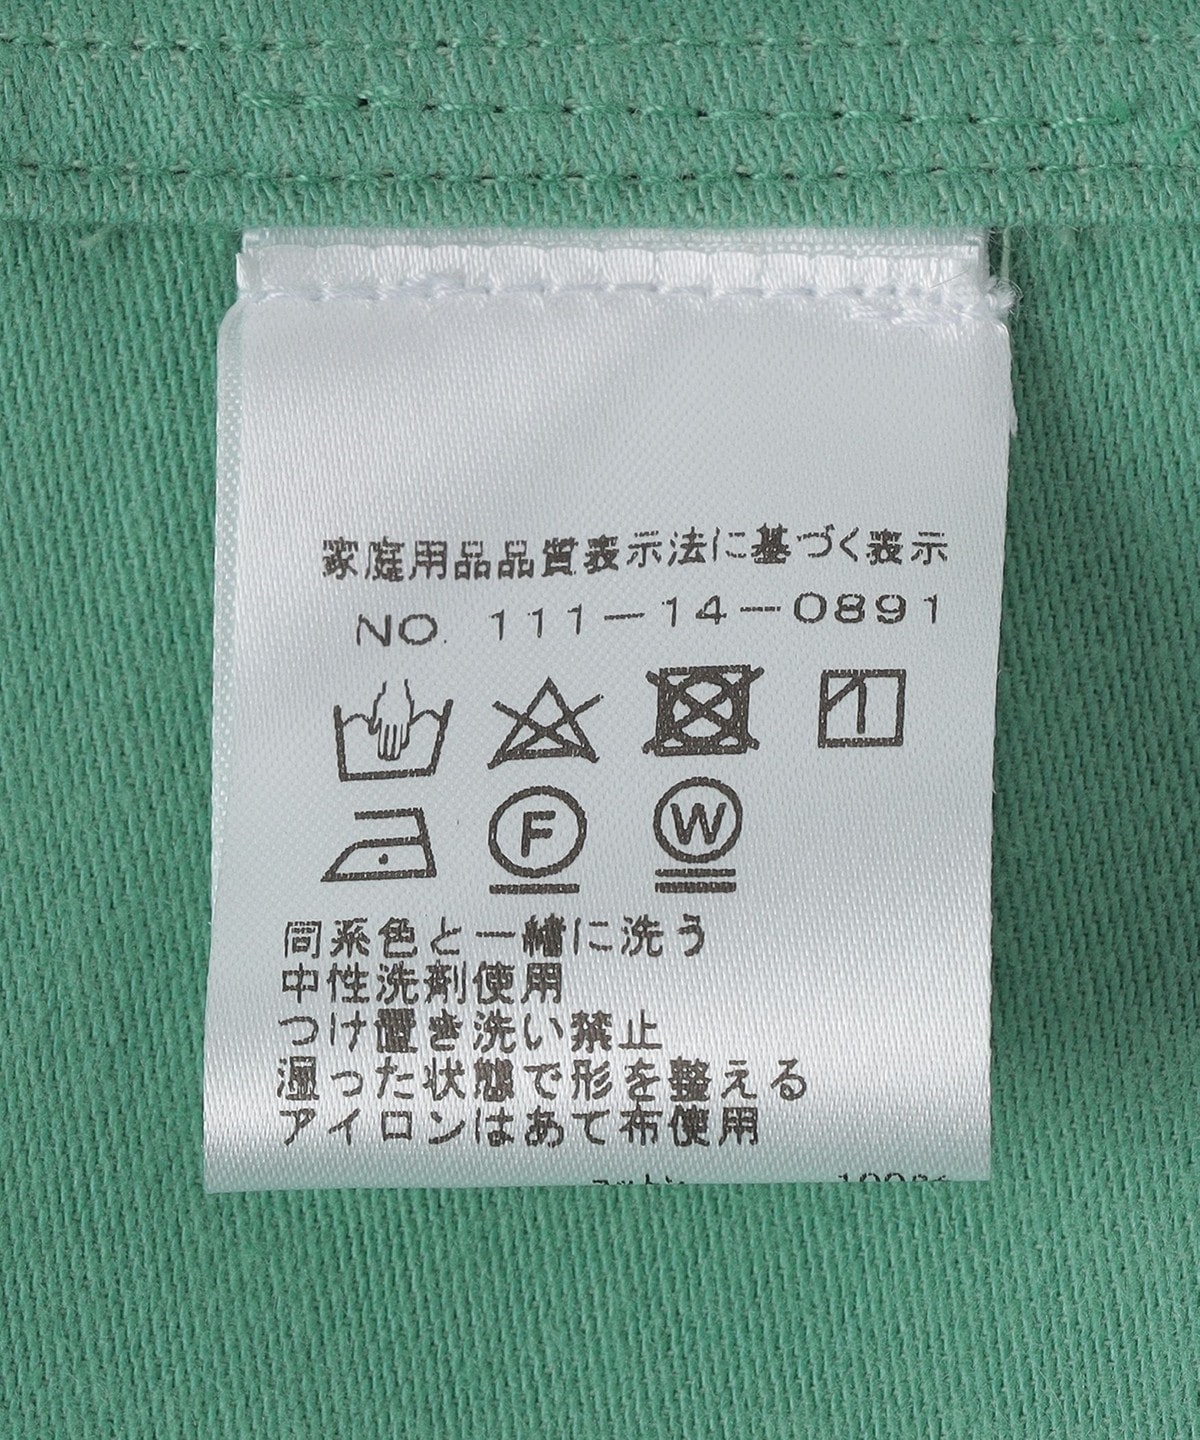 家庭用品品質表示法に基づく表示
NO. 111-14-0891
F W
同系色と一緒に洗う
中性洗剤使用
つけ置き洗い禁止
湿った状態で形を整える
アイロンはあて布使用